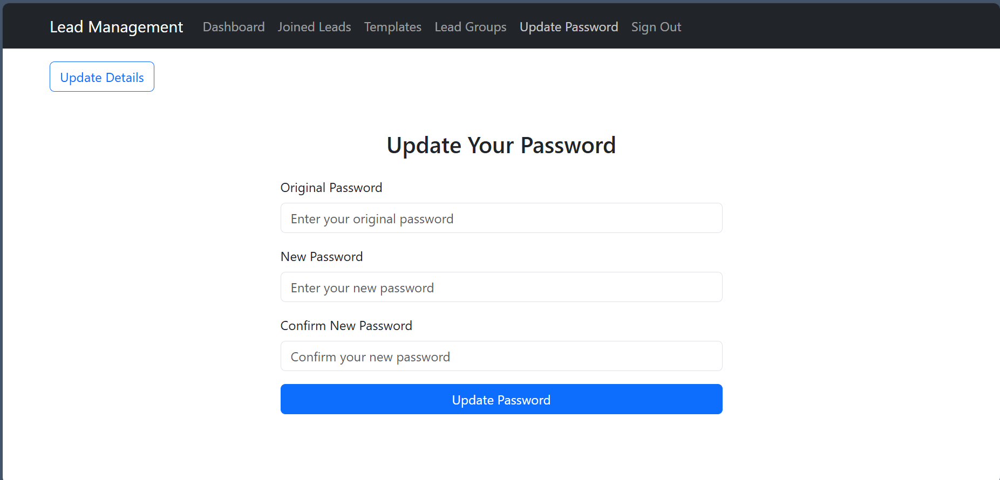 Lead Management Dashboard Joined Leads Templates Lead Groups Update Password Sign Out
Update Details
Update Your Password
Original Password
Enter your original password
New Password
Enter your new password
Confirm New Password
Confirm your new password
Update Password